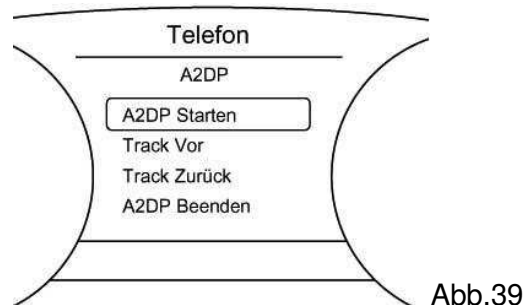 Telefon
A2DP
A2DP Starten
Track Vor
Track Zurück
A2DP Beenden
Abb.39